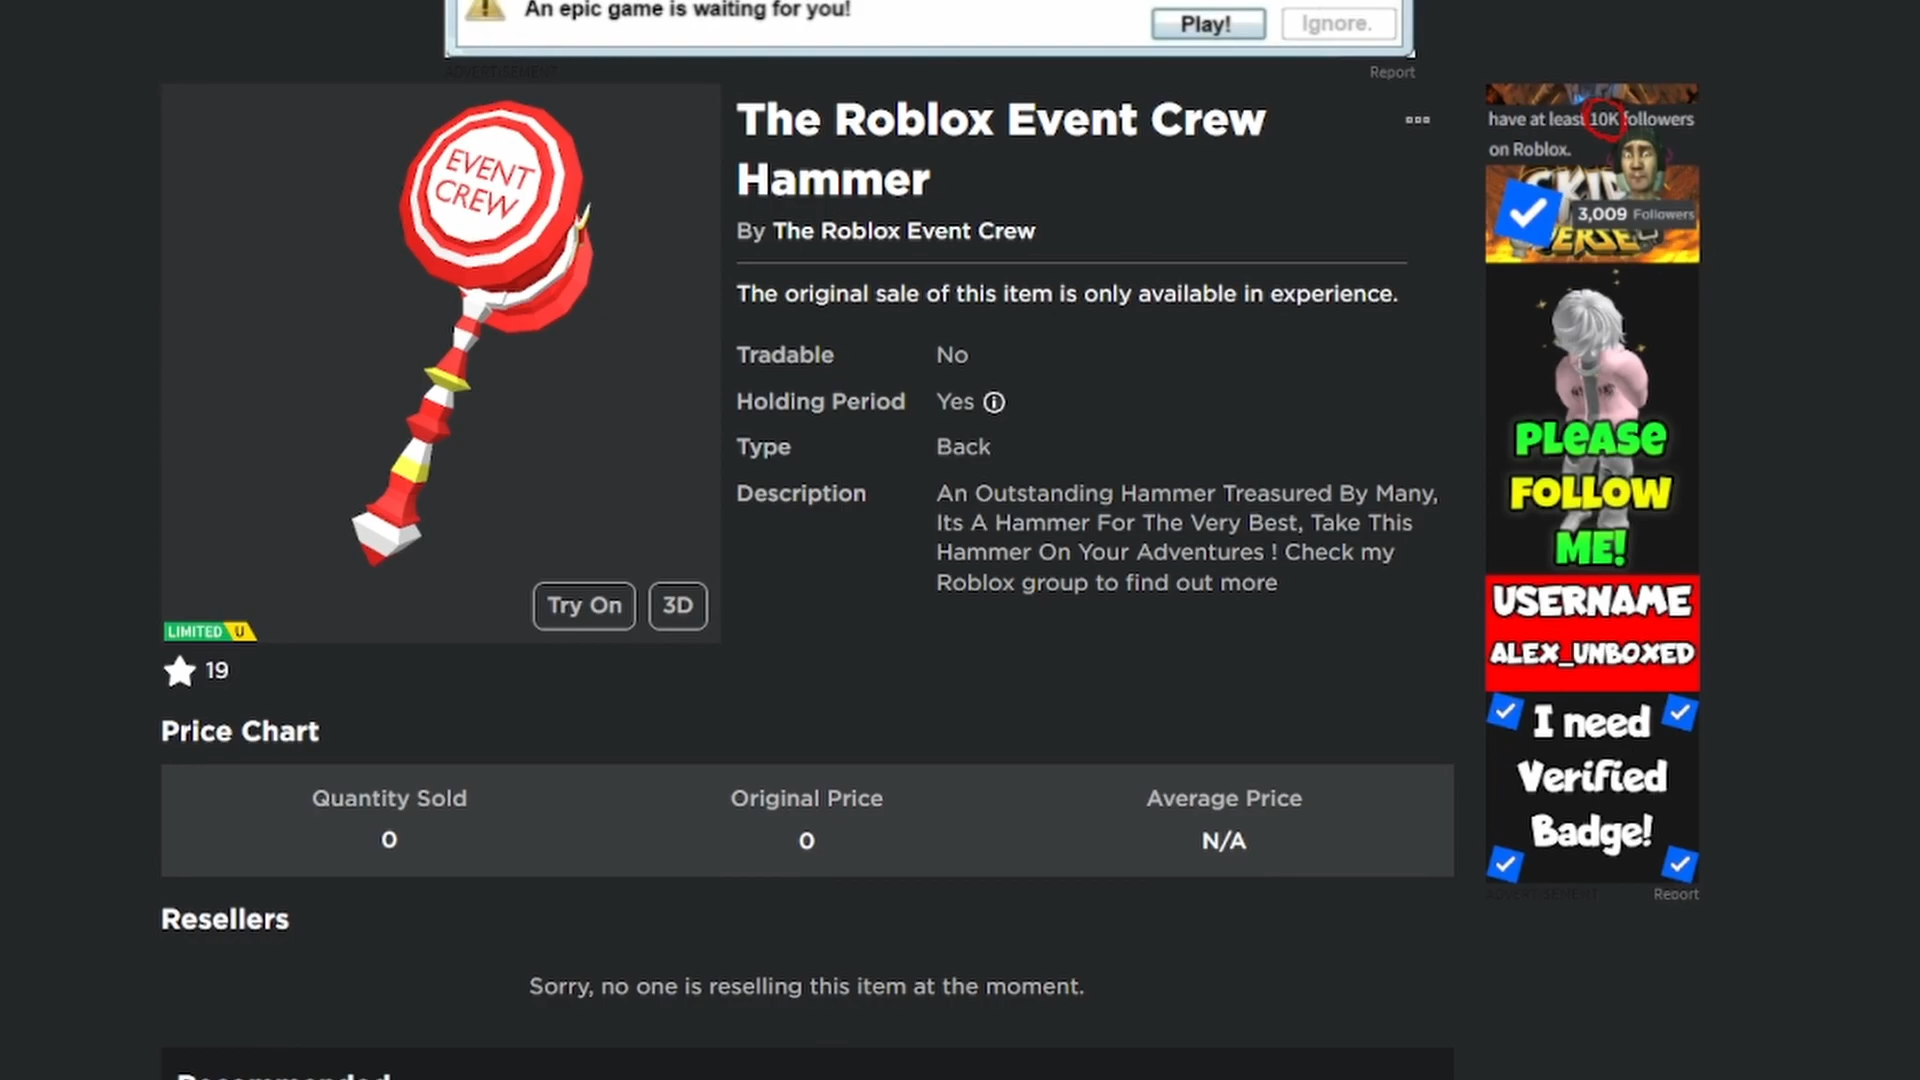 An epic game is waiting for you!
Play!
Ignore.
ADVERTISEMENT
Report
EVENT
CREW
The Roblox Event Crew
Hammer
By The Roblox Event Crew
The original sale of this item is only available in experience.
Tradable No
Holding Period Yes
Type Back
Description An Outstanding Hammer Treasured By Many,
Its A Hammer For The Very Best, Take This
Hammer On Your Adventures ! Check my
Roblox group to find out more
Try On
3D
LIMITED U
19
Price Chart
Quantity Sold Original Price Average Price
0 0 N/A
Resellers
Sorry, no one is reselling this item at the moment.
have at least 10K followers
on Roblox.
3,009 Followers
PLEASE
FOLLOW
ME!
USERNAME
ALEX_UNBOXED
I need
Verified
Badge!
ADVERTISEMENT
Report